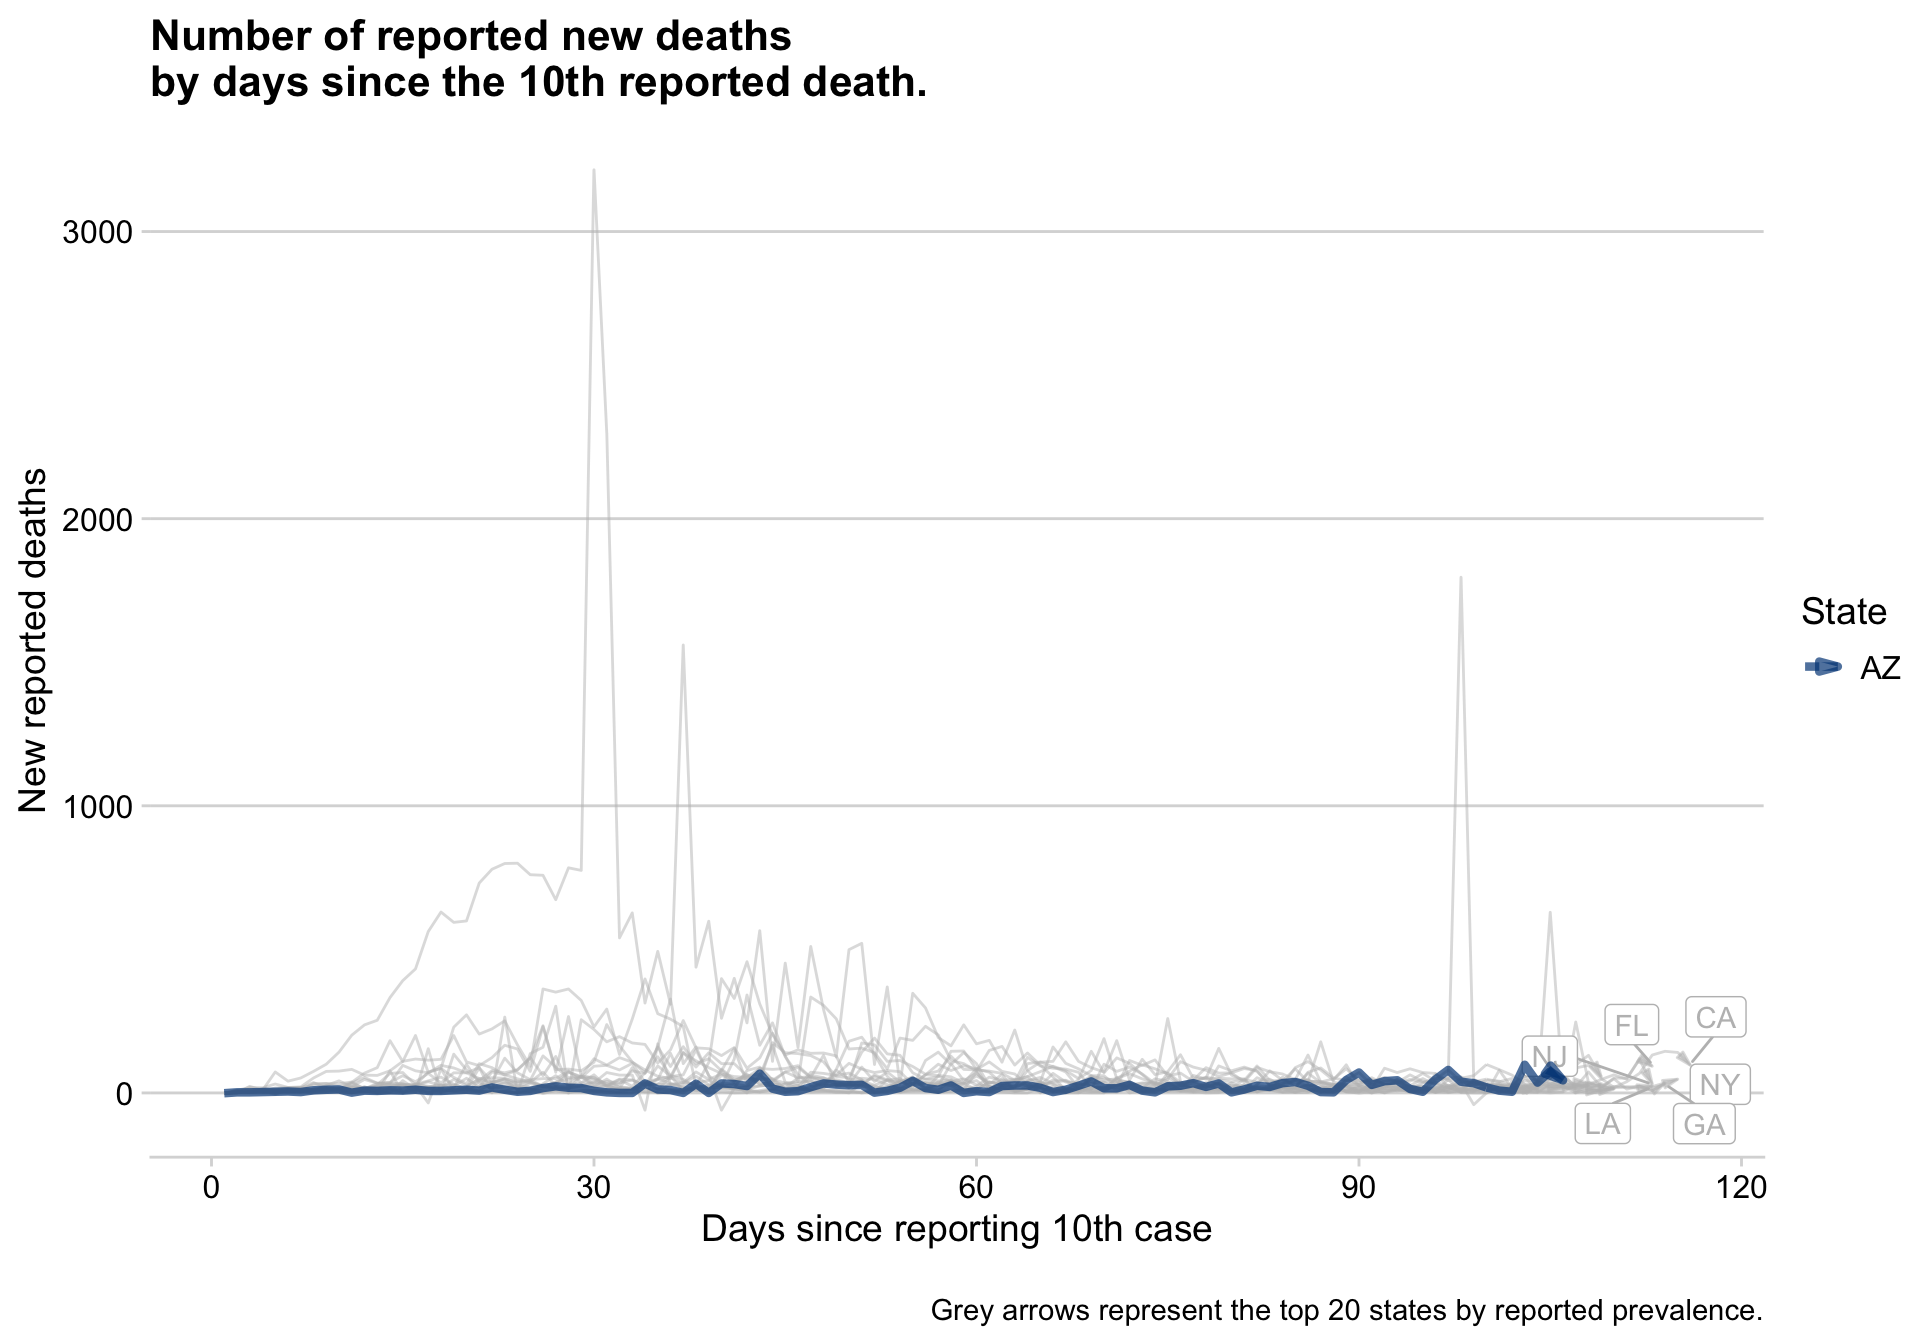 Number of reported new deaths
by days since the 10th reported death.
3000
2000
1000
0
New reported deaths
State
AZ
FL
CA
NJ
NY
LA
GA
0
30
60
90
120
Days since reporting 10th case
Grey arrows represent the top 20 states by reported prevalence.